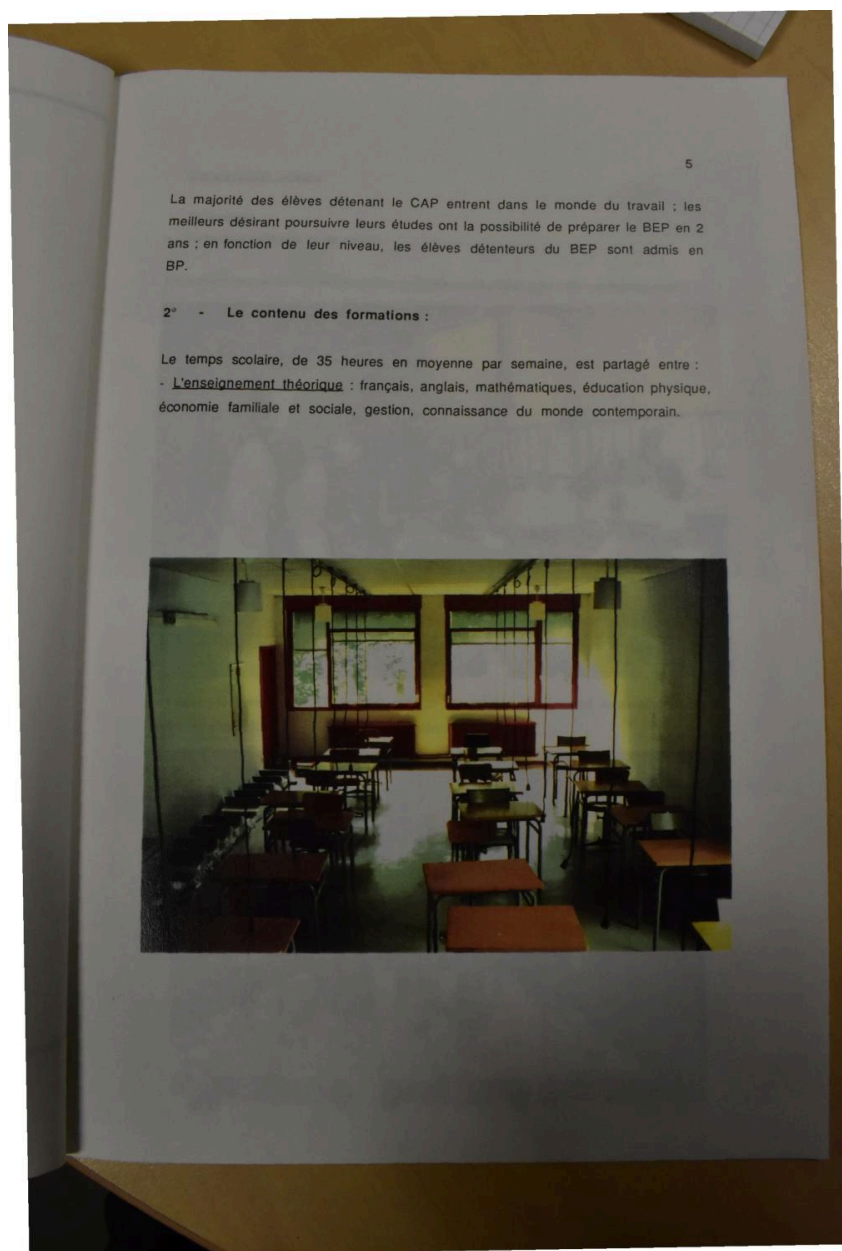 5
La majorité des élèves détenant le CAP entrent dans le monde du travail ; les
meilleurs désirant poursuivre leurs études ont la possibilité de préparer le BEP en 2
ans ; en fonction de leur niveau, les élèves détenteurs du BEP sont admis en
BP.
2° - Le contenu des formations :
Le temps scolaire, de 35 heures en moyenne par semaine, est partagé entre :
- L'enseignement théorique : français, anglais, mathématiques, éducation physique,
économie familiale et sociale, gestion, connaissance du monde contemporain.